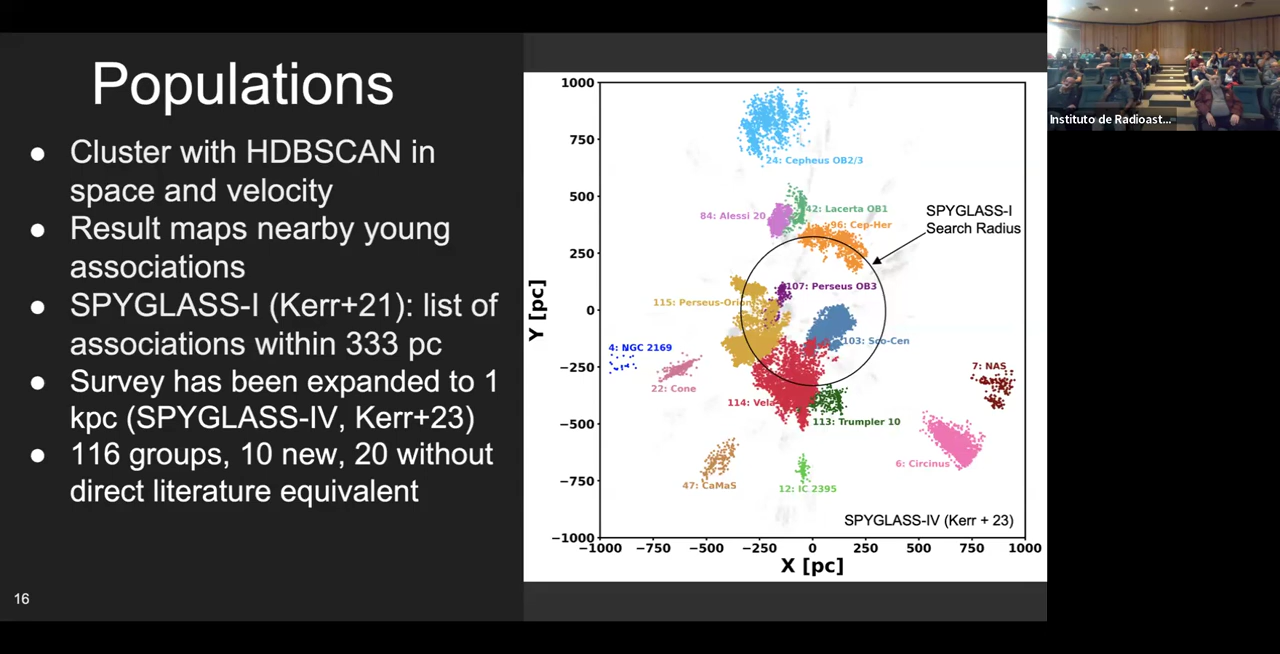 Populations
● Cluster with HDBSCAN in
space and velocity
● Result maps nearby young
associations
● SPYGLASS-I (Kerr+21): list of
associations within 333 pc
● Survey has been expanded to 1
kpc (SPYGLASS-IV, Kerr+23)
● 116 groups, 10 new, 20 without
direct literature equivalent
16
1000
750
500
250
0
−250
−500
−750
−1000
Y [pc]
24: Cepheus OB2/3
84: Alessi 20
42: Lacerta OB1
96: Cep-Her
SPYGLASS-I
Search Radius
107: Perseus OB3
115: Perseus-Orion
103: Sco-Cen
4: NGC 2169
22: Cone
7: NAS
114: Vela
113: Trumpler 10
6: Circinus
47: CaMaS
12: IC 2395
SPYGLASS-IV (Kerr + 23)
−1000 −750 −500 −250 0 250 500 750 1000
X [pc]
Instituto de Radioast...